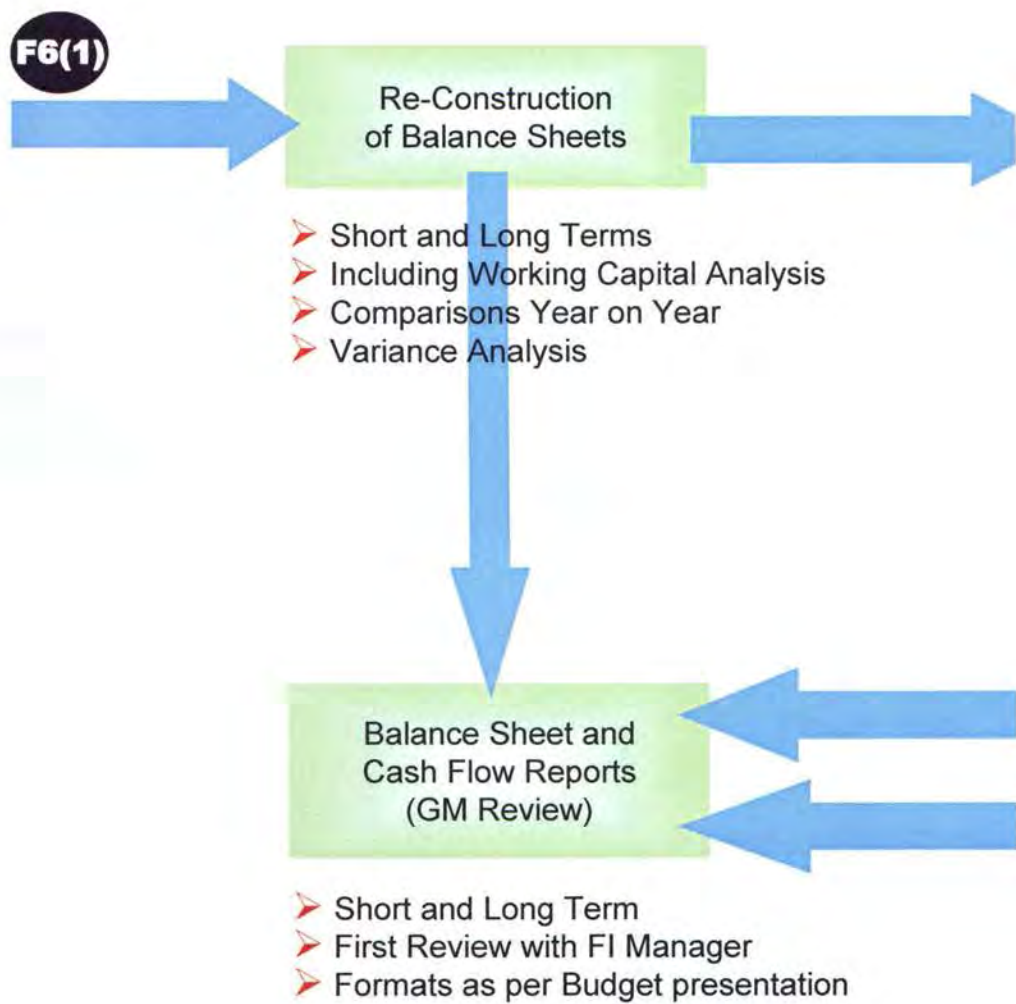 F6(1)
Re-Construction
of Balance Sheets
Short and Long Terms
Including Working Capital Analysis
Comparisons Year on Year
Variance Analysis
Balance Sheet and
Cash Flow Reports
(GM Review)
Short and Long Term
First Review with FI Manager
Formats as per Budget presentation